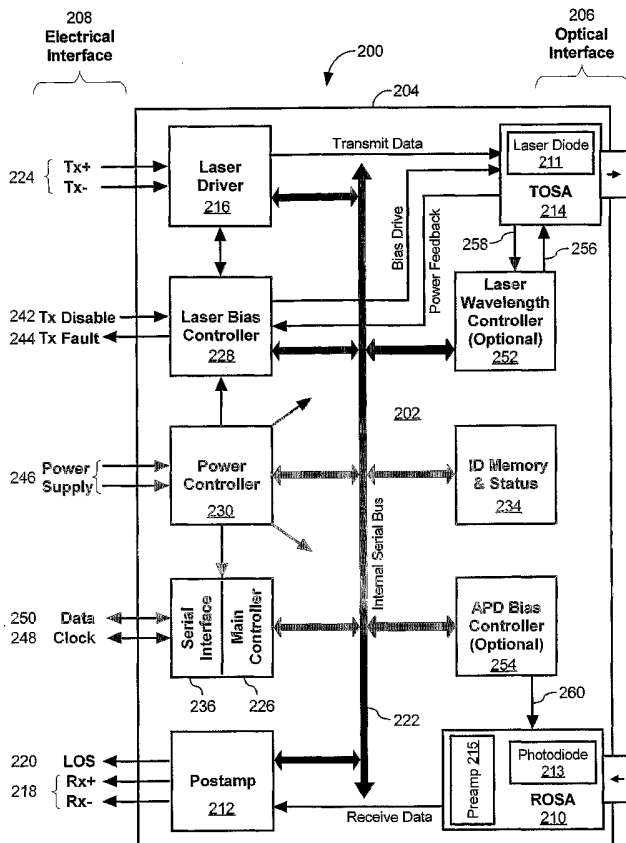 208
Electrical
Interface
206
Optical
Interface
200
204
224
Tx+
Tx-
Laser
Driver
216
Transmit Data
Laser Diode
211
TOSA
214
Bias Drive
Power Feedback
258
256
242 Tx Disable
244 Tx Fault
Laser Bias
Controller
228
Laser
Wavelength
Controller
(Optional)
252
202
246
Power
Supply
Power
Controller
230
ID Memory
& Status
234
Internal Serial Bus
250 Data
248 Clock
Serial Interface
Main Controller
236
226
APD Bias
Controller
(Optional)
254
260
222
220 LOS
218
Rx+
Rx-
Postamp
212
Receive Data
Preamp 215
Photodiode
213
ROSA
210